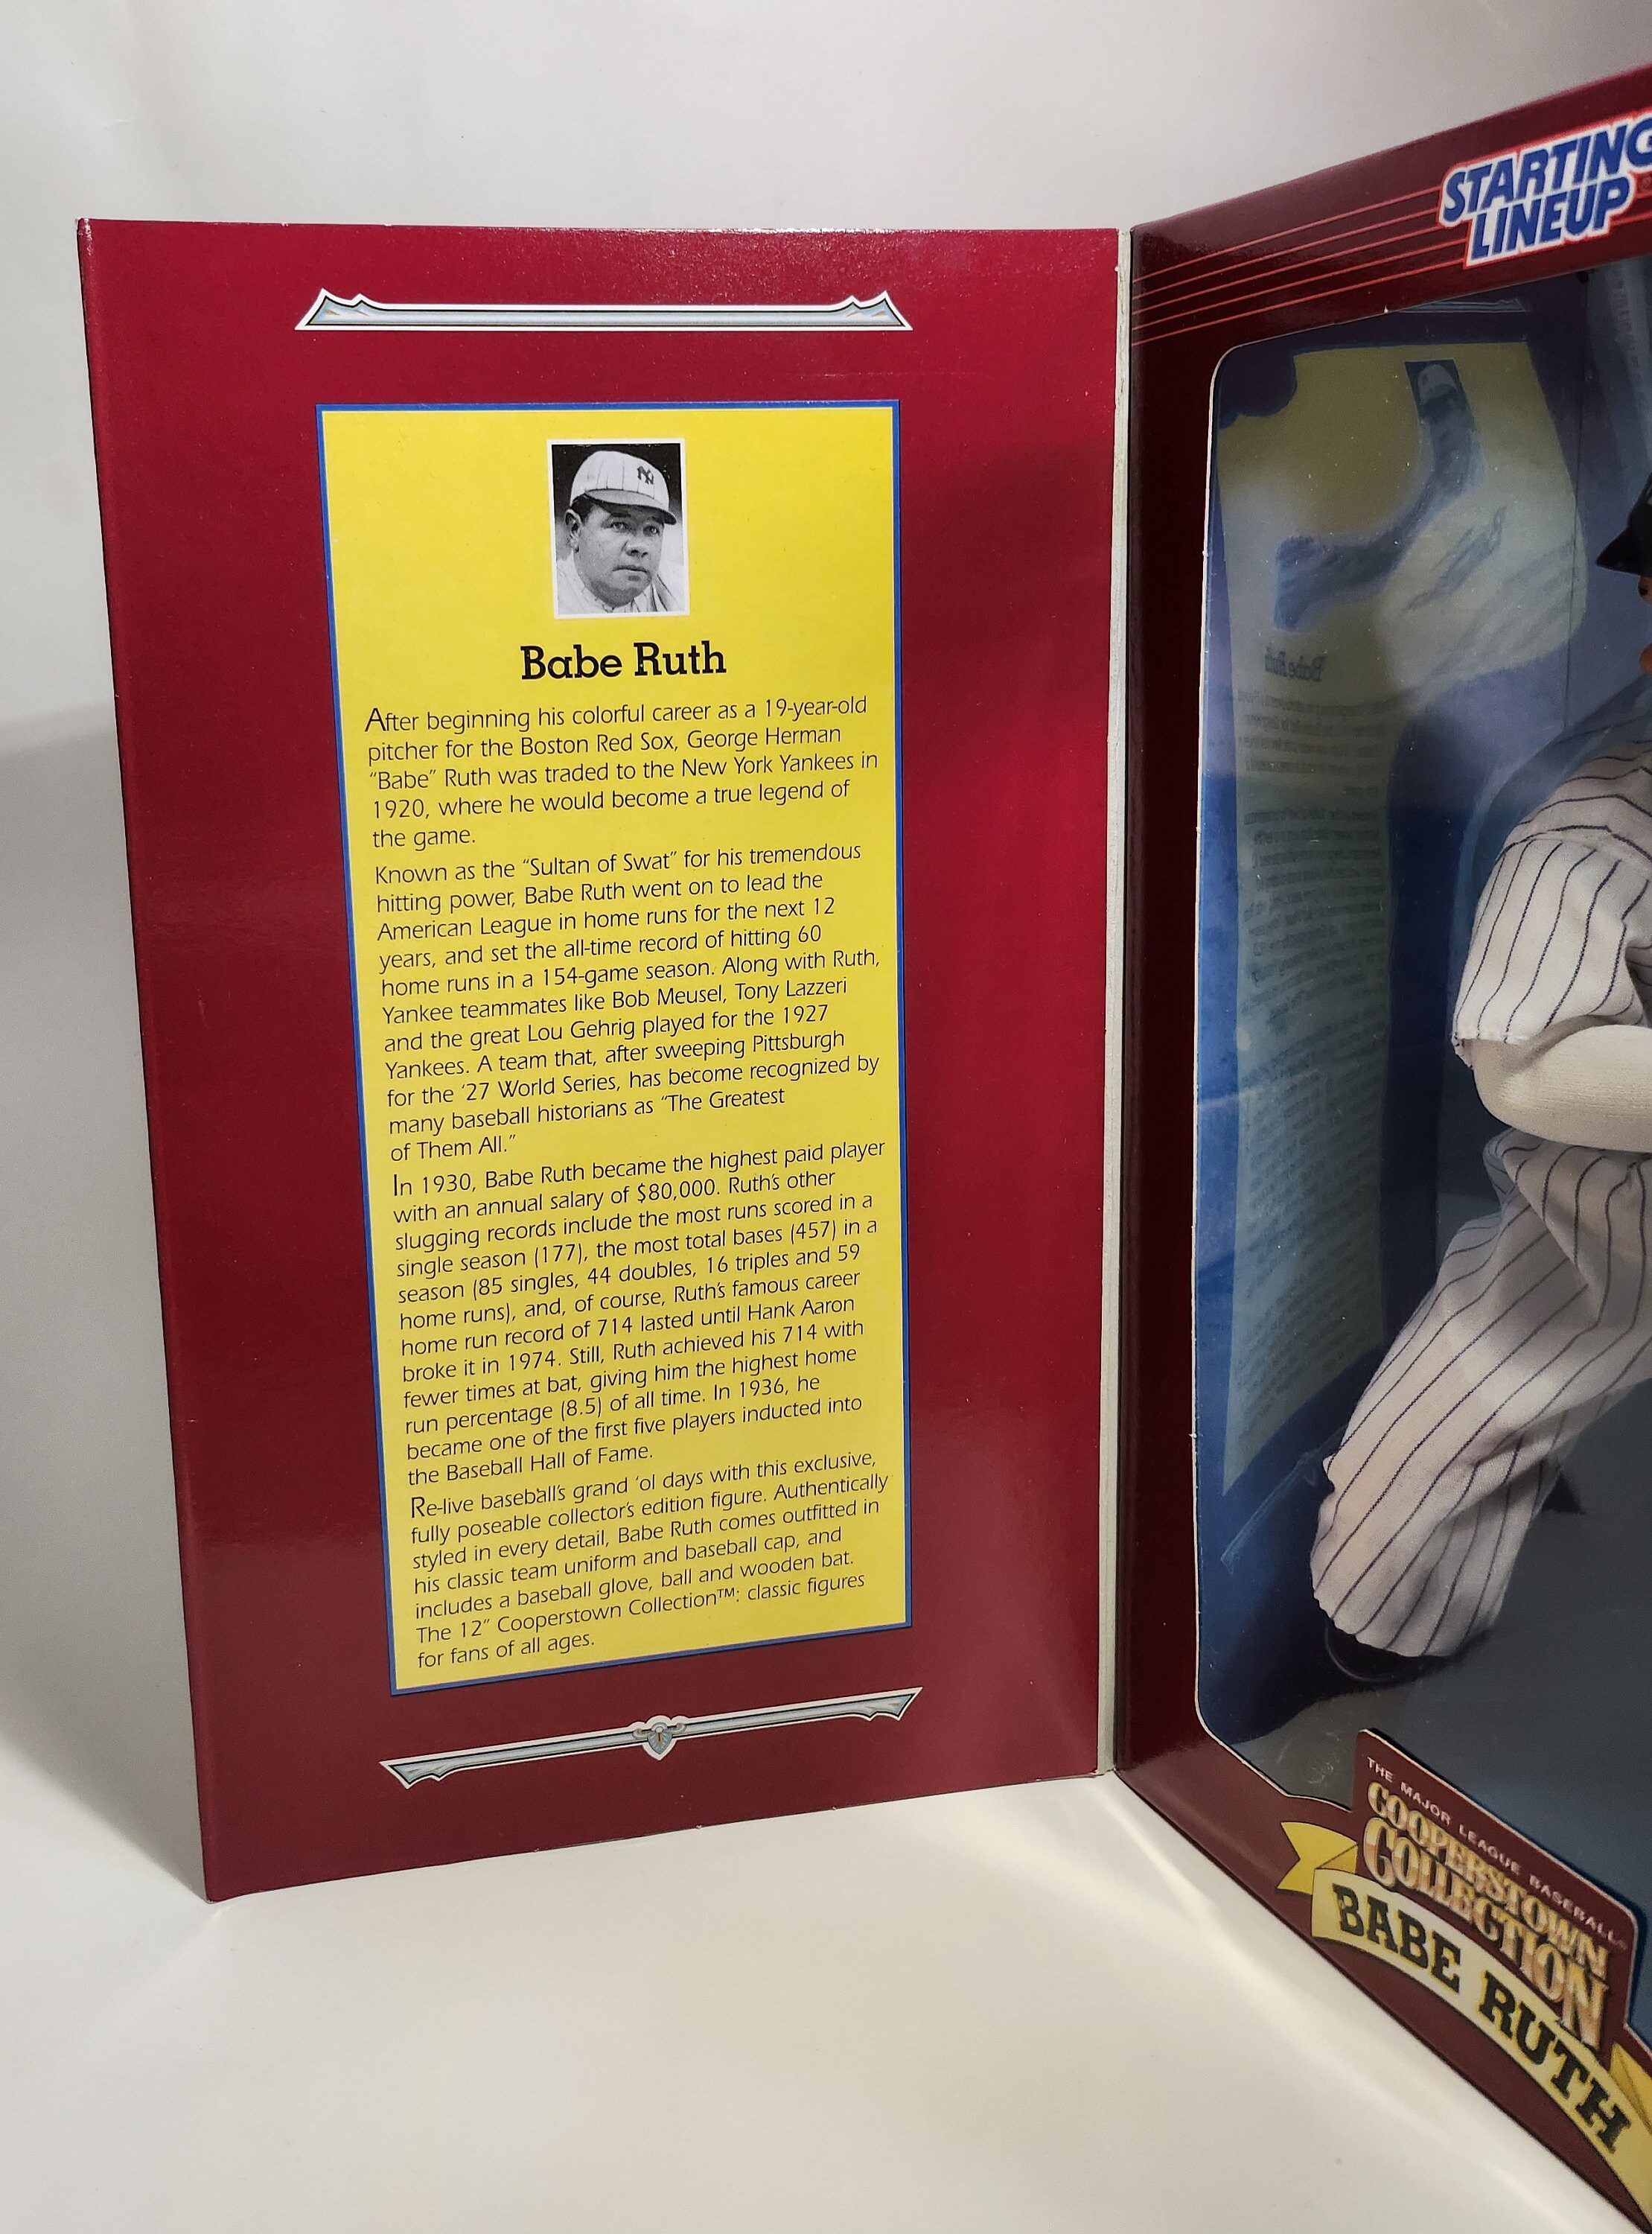 STARTING
LINEUP
NY
Babe Ruth
After beginning his colorful career as a 19-year-old
pitcher for the Boston Red Sox, George Herman
“Babe” Ruth was traded to the New York Yankees in
1920, where he would become a true legend of
the game.
Known as the “Sultan of Swat” for his tremendous
hitting power, Babe Ruth went on to lead the
American League in home runs for the next 12
years, and set the all-time record of hitting 60
home runs in a 154-game season. Along with Ruth,
Yankee teammates like Bob Meusel, Tony Lazzeri
and the great Lou Gehrig played for the 1927
Yankees. A team that, after sweeping Pittsburgh
for the ‘27 World Series, has become recognized by
many baseball historians as “The Greatest
of Them All.”
In 1930, Babe Ruth became the highest paid player
with an annual salary of $80,000. Ruth’s other
slugging records include the most runs scored in a
single season (177), the most total bases (457) in a
season (85 singles, 44 doubles, 16 triples and 59
home runs), and, of course, Ruth’s famous career
home run record of 714 lasted until Hank Aaron
broke it in 1974. Still, Ruth achieved his 714 with
fewer times at bat, giving him the highest home
run percentage (8.5) of all time. In 1936, he
became one of the first five players inducted into
the Baseball Hall of Fame.
Re-live baseball’s grand ‘ol days with this exclusive,
fully poseable collector’s edition figure. Authentically
styled in every detail, Babe Ruth comes outfitted in
his classic team uniform and baseball cap, and
includes a baseball glove, ball and wooden bat.
The 12” Cooperstown Collection™: classic figures
for fans of all ages.
THE MAJOR LEAGUE BASEBALL
COOPERSTOWN
COLLECTION
BABE RUTH